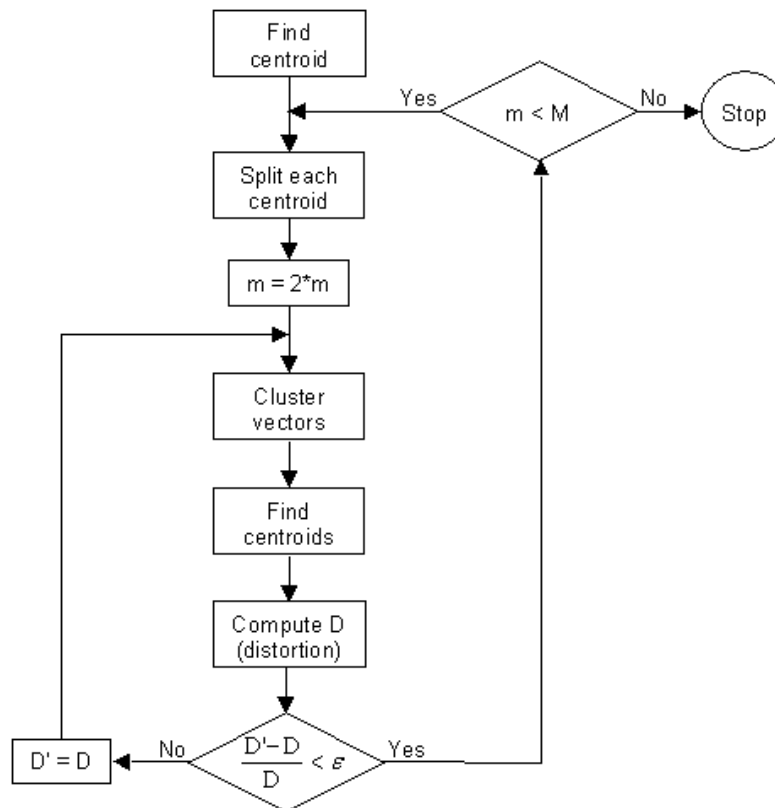 Find
centroid
Yes
m < M
No
Stop
Split each
centroid
m = 2*m
Cluster
vectors
Find
centroids
Compute D
(distortion)
D' = D
No
D'−D
D
< ε
Yes